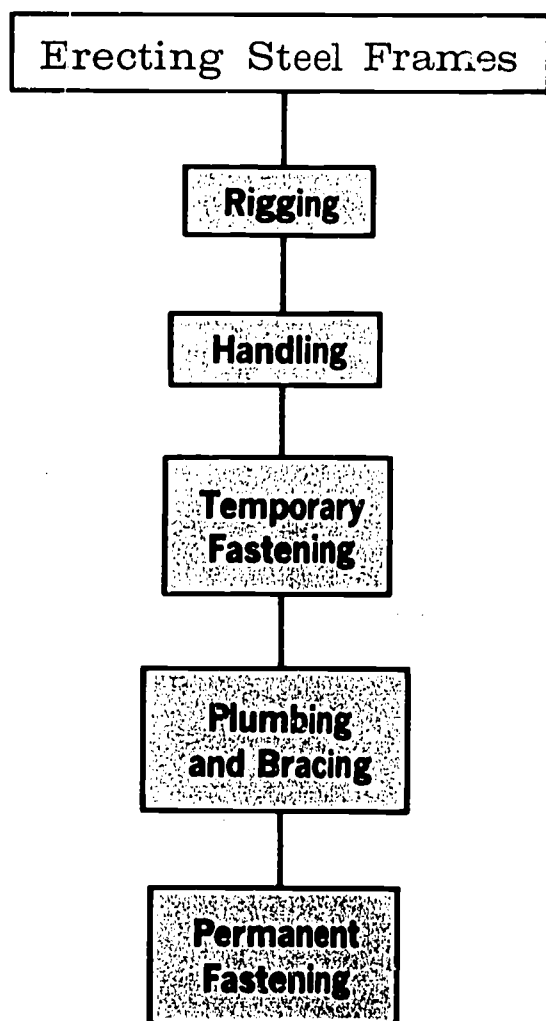 Erecting Steel Frames
Rigging
Handling
Temporary
Fastening
Plumbing
and Bracing
Permanent
Fastening